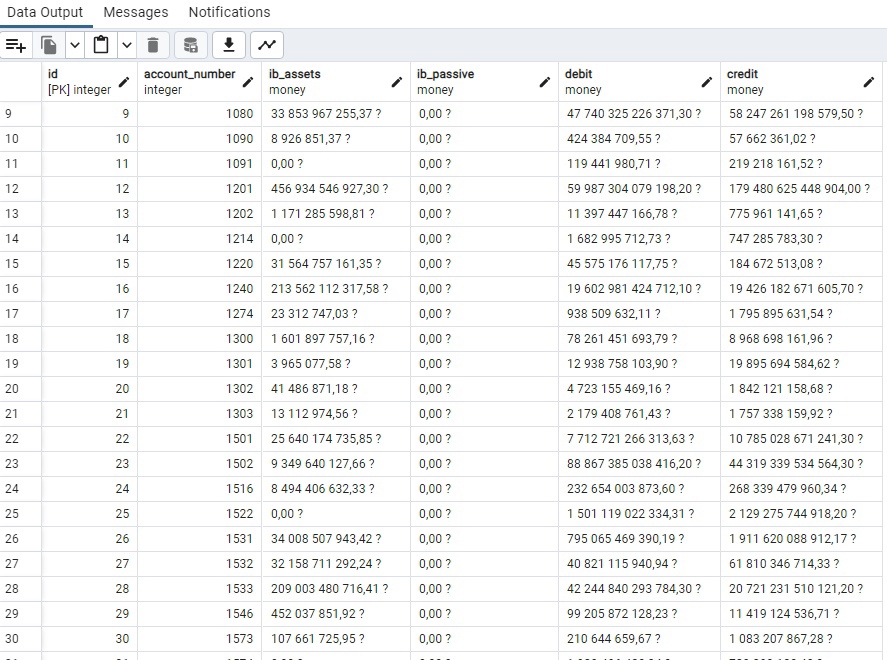 Data Output Messages Notifications
id account_number ib_assets ib_passive debit credit
[PK] integer integer money money money money
9 9 1080 33 853 967 255,37 ? 0,00 ? 47 740 325 226 371,30 ? 58 247 261 198 579,50 ?
10 10 1090 8 926 851,37 ? 0,00 ? 424 384 709,55 ? 57 662 361,02 ?
11 11 1091 0,00 ? 0,00 ? 119 441 980,71 ? 219 218 161,52 ?
12 12 1201 456 934 546 927,30 ? 0,00 ? 59 987 304 079 198,20 ? 179 480 625 448 904,00 ?
13 13 1202 1 171 285 598,81 ? 0,00 ? 11 397 447 166,78 ? 775 961 141,65 ?
14 14 1214 0,00 ? 0,00 ? 1 682 995 712,73 ? 747 285 783,30 ?
15 15 1220 31 564 757 161,35 ? 0,00 ? 45 575 176 117,75 ? 184 672 513,08 ?
16 16 1240 213 562 112 317,58 ? 0,00 ? 19 602 981 424 712,10 ? 19 426 182 671 605,70 ?
17 17 1274 23 312 747,03 ? 0,00 ? 938 509 632,11 ? 1 795 895 631,54 ?
18 18 1300 1 601 897 757,16 ? 0,00 ? 78 261 451 693,79 ? 8 968 698 161,96 ?
19 19 1301 3 965 077,58 ? 0,00 ? 12 938 758 103,90 ? 19 895 694 584,62 ?
20 20 1302 41 486 871,18 ? 0,00 ? 4 723 155 469,16 ? 1 842 121 158,68 ?
21 21 1303 13 112 974,56 ? 0,00 ? 2 179 408 761,43 ? 1 757 338 159,92 ?
22 22 1501 25 640 174 735,85 ? 0,00 ? 7 712 721 266 313,63 ? 10 785 028 671 241,30 ?
23 23 1502 9 349 640 127,66 ? 0,00 ? 88 867 385 038 416,20 ? 44 319 339 534 564,30 ?
24 24 1516 8 494 406 632,33 ? 0,00 ? 232 654 003 873,60 ? 268 339 479 960,34 ?
25 25 1522 0,00 ? 0,00 ? 1 501 119 022 334,31 ? 2 129 275 744 918,20 ?
26 26 1531 34 008 507 943,42 ? 0,00 ? 795 065 469 390,19 ? 1 911 620 088 912,17 ?
27 27 1532 32 158 711 292,24 ? 0,00 ? 40 821 115 940,94 ? 61 810 346 714,33 ?
28 28 1533 209 003 480 716,41 ? 0,00 ? 42 244 840 293 784,30 ? 20 721 231 510 121,20 ?
29 29 1546 452 037 851,92 ? 0,00 ? 99 205 872 128,23 ? 11 419 124 536,71 ?
30 30 1573 107 661 725,95 ? 0,00 ? 210 644 659,67 ? 1 083 207 867,28 ?